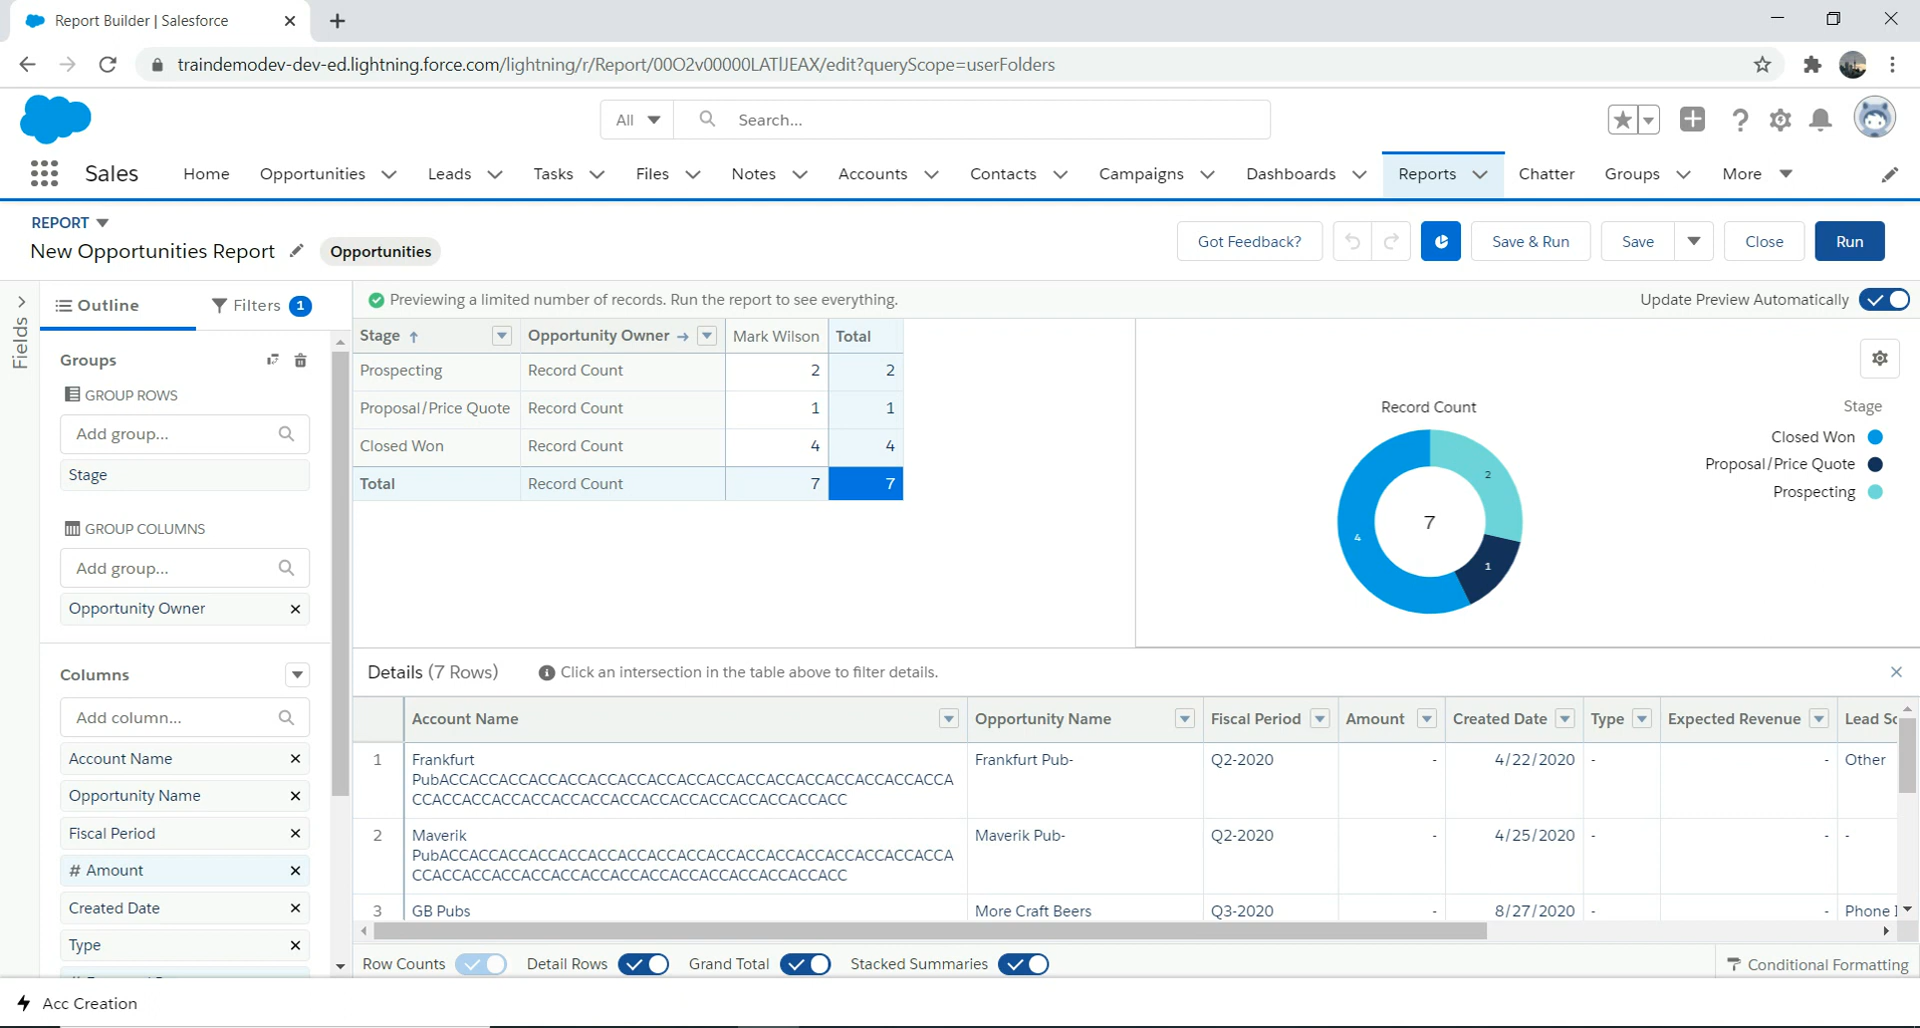 Report Builder | Salesforce
traindemodev-dev-ed.lightning.force.com/lightning/r/Report/00O2v00000LATlJEAX/edit?queryScope=userFolders
All Search...
Sales Home Opportunities Leads Tasks Files Notes Accounts Contacts Campaigns Dashboards Reports Chatter Groups More
REPORT
New Opportunities Report Opportunities
Got Feedback? Save & Run Save Close Run
Fields
Outline Filters 1
Groups
GROUP ROWS
Add group...
Stage
GROUP COLUMNS
Add group...
Opportunity Owner
Columns
Add column...
Account Name
Opportunity Name
Fiscal Period
# Amount
Created Date
Type
Previewing a limited number of records. Run the report to see everything. Update Preview Automatically
Stage Opportunity Owner Mark Wilson Total
Prospecting Record Count 2 2
Proposal/Price Quote Record Count 1 1
Closed Won Record Count 4 4
Total Record Count 7 7
Record Count
2
7
4
1
Stage
Closed Won
Proposal/Price Quote
Prospecting
Details (7 Rows) Click an intersection in the table above to filter details.
Account Name Opportunity Name Fiscal Period Amount Created Date Type Expected Revenue Lead
1 Frankfurt Frankfurt Pub- Q2-2020 - 4/22/2020 - - Other
PubACCACCACCACCACCACCACCACCACCACCACCACCACCACCACCACCACCA
CCACCACCACCACCACCACCACCACCACCACCACCACCACCACC
2 Maverik Maverik Pub- Q2-2020 - 4/25/2020 - - -
PubACCACCACCACCACCACCACCACCACCACCACCACCACCACCACCACCACCA
CCACCACCACCACCACCACCACCACCACCACCACCACCACCACC
3 GB Pubs More Craft Beers Q3-2020 - 8/27/2020 - - Phone
Row Counts Detail Rows Grand Total Stacked Summaries Conditional Formatting
Acc Creation